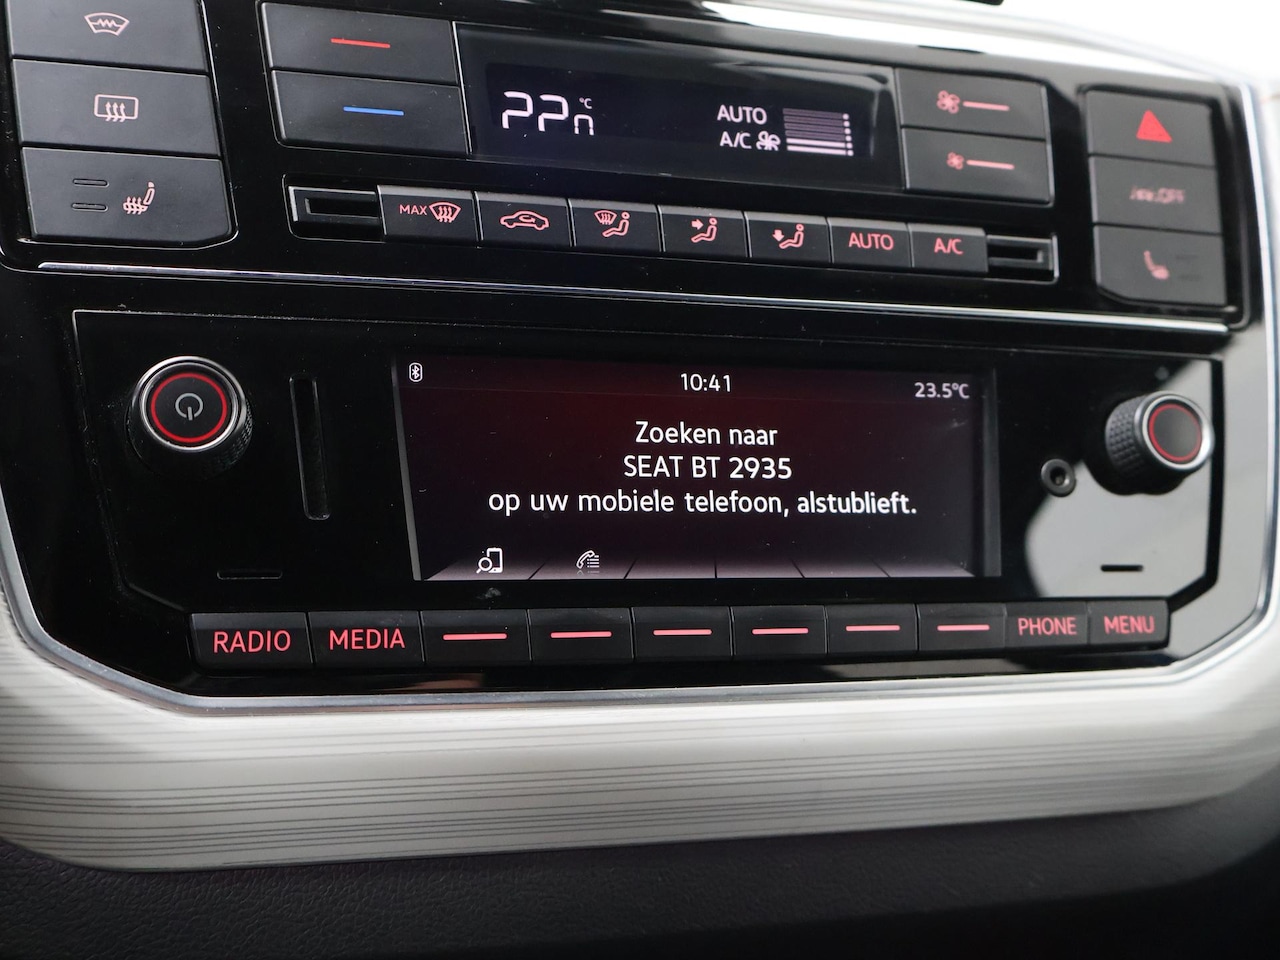 22.0 °C
AUTO
A/C
MAX
AUTO
A/C
10:41
23.5°C
Zoeken naar
SEAT BT 2935
op uw mobiele telefoon, alstublieft.
RADIO
MEDIA
PHONE
MENU